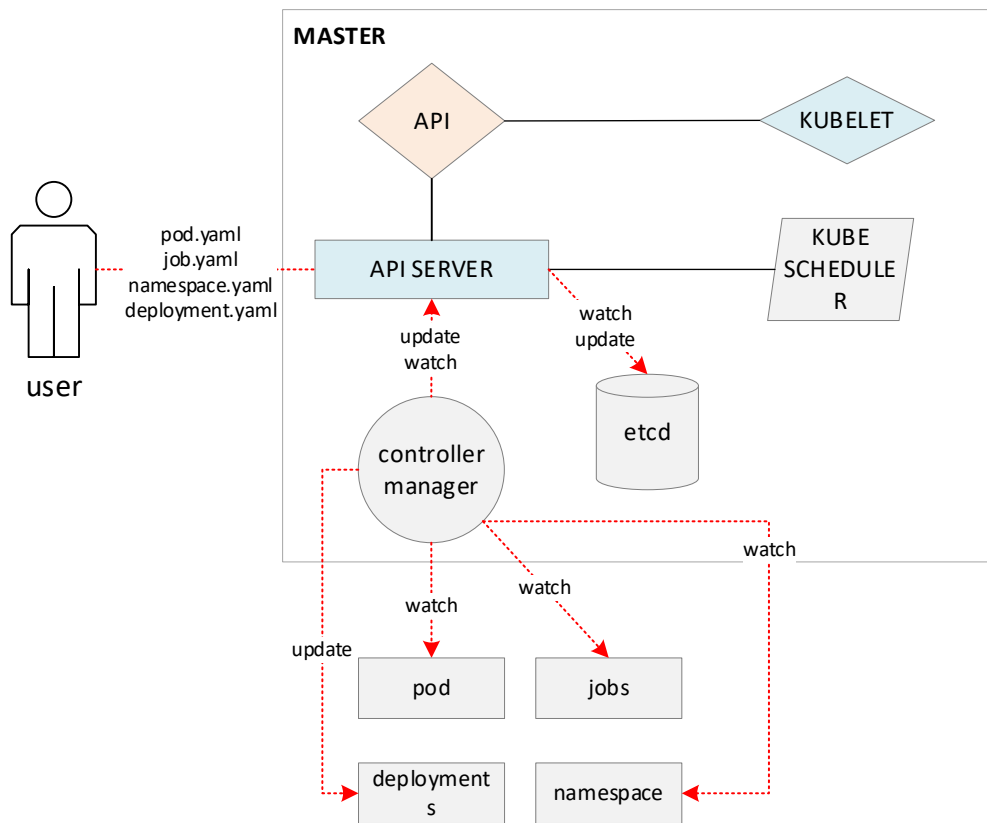 MASTER
API
KUBELET
pod.yaml
job.yaml
namespace.yaml
deployment.yaml
user
API SERVER
KUBE
SCHEDULE
R
update
watch
watch
update
etcd
controller
manager
watch
watch
watch
update
pod
jobs
deployment
s
namespace